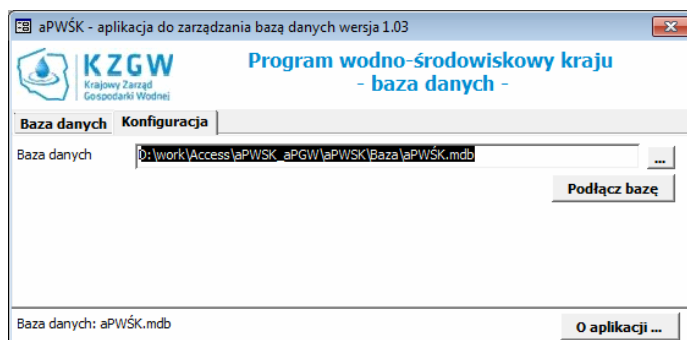 aPWŚK - aplikacja do zarządzania bazą danych wersja 1.03
KZGW
Krajowy Zarząd
Gospodarki Wodnej
Program wodno-środowiskowy kraju
- baza danych -
Baza danych Konfiguracja
Baza danych D:\work\Access\aPWSK_aPGW\aPWSK\Baza\aPWŚK.mdb ...
Podłącz bazę
Baza danych: aPWŚK.mdb O aplikacji ...